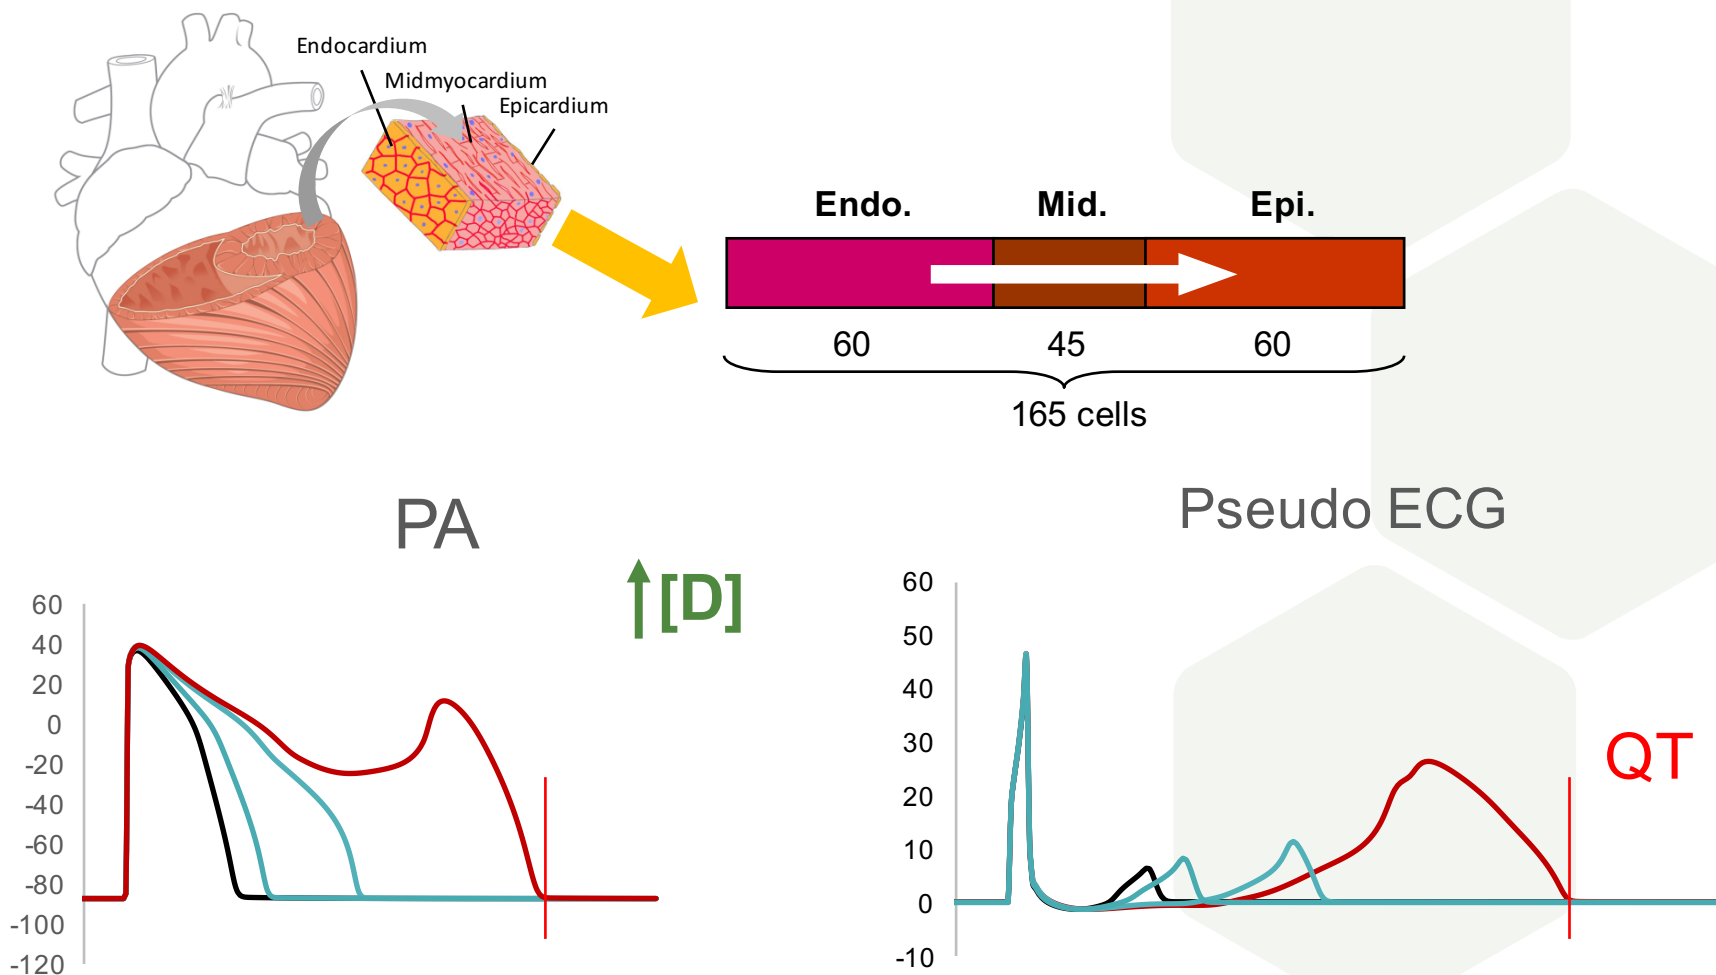 Endocardium
Midmyocardium
Epicardium
Endo. Mid. Epi.
60 45 60
165 cells
PA
Pseudo ECG
[D]
60
40
20
0
-20
-40
-60
-80
-100
-120
60
50
40
30
20
10
0
-10
QT